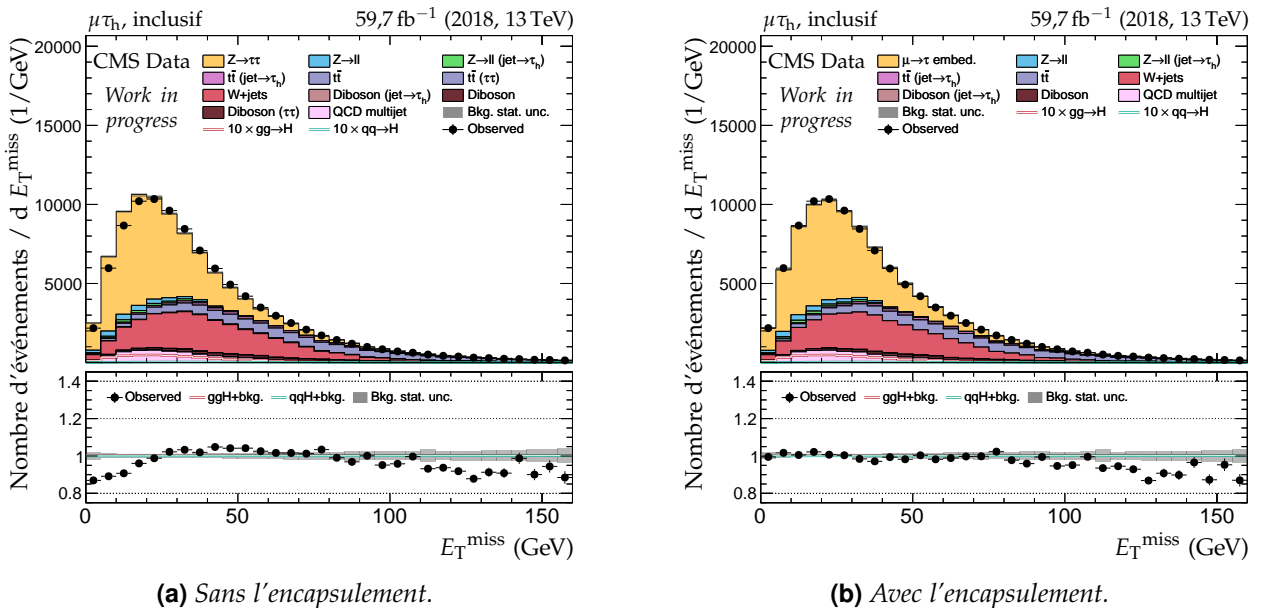 μτh, inclusif 59,7 fb−1 (2018, 13 TeV)
CMS Data
Work in
progress
Z→ττ Z→ll Z→ll (jet→τh)
tt̄ (jet→τh) tt̄ tt̄ (ττ)
W+jets Diboson (jet→τh) Diboson
Diboson (ττ) QCD multijet Bkg. stat. unc.
10 × gg→H 10 × qq→H Observed
Nombre d'événements / d ETmiss (1/GeV)
20000
15000
10000
5000
Observed ggH+bkg. qqH+bkg. Bkg. stat. unc.
1.4
1.2
1
0.8
0 50 100 150
ETmiss (GeV)
(a) Sans l'encapsulement.
μτh, inclusif 59,7 fb−1 (2018, 13 TeV)
CMS Data
Work in
progress
μ→τ embed. Z→ll Z→ll (jet→τh)
tt̄ (jet→τh) tt̄ W+jets
Diboson (jet→τh) Diboson QCD multijet
Bkg. stat. unc. 10 × gg→H 10 × qq→H
Observed
Nombre d'événements / d ETmiss (1/GeV)
20000
15000
10000
5000
Observed ggH+bkg. qqH+bkg. Bkg. stat. unc.
1.4
1.2
1
0.8
0 50 100 150
ETmiss (GeV)
(b) Avec l'encapsulement.